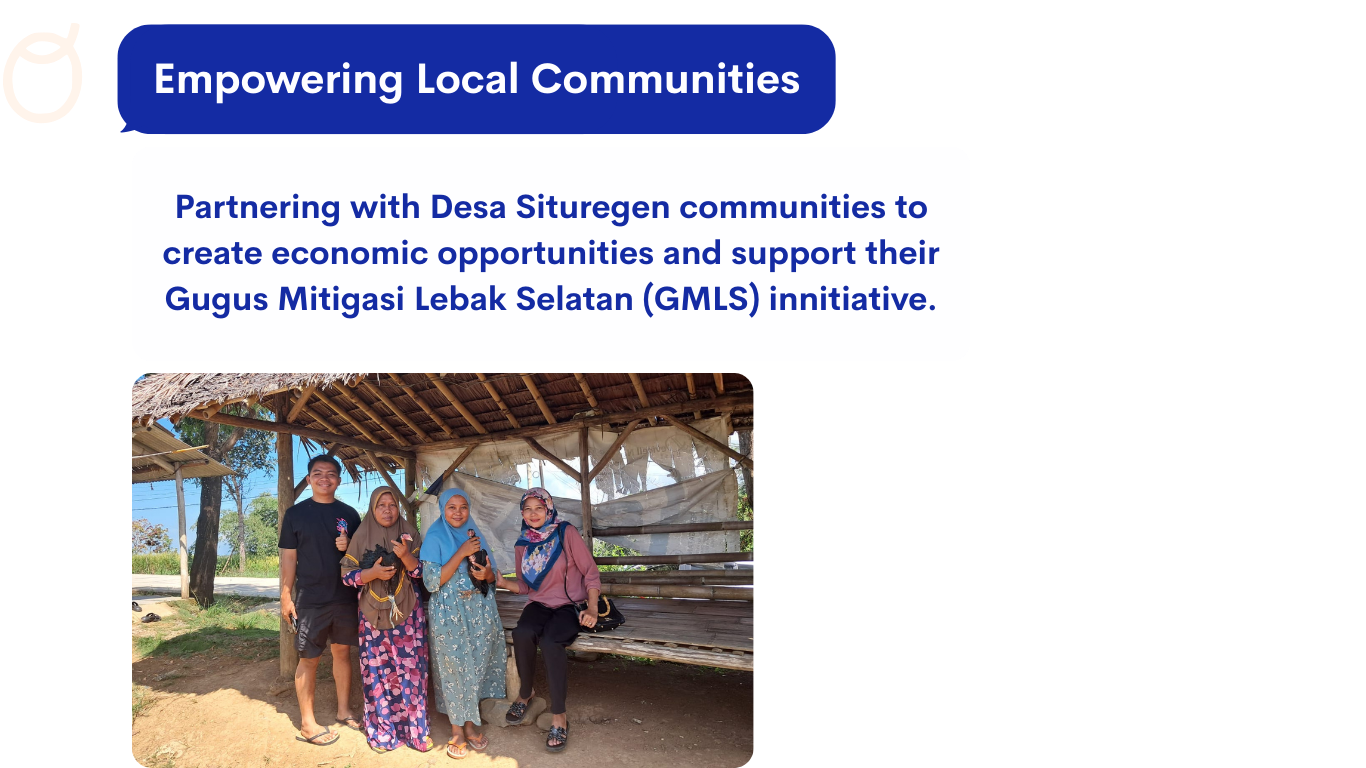 Empowering Local Communities
Partnering with Desa Situregen communities to
create economic opportunities and support their
Gugus Mitigasi Lebak Selatan (GMLS) innitiative.